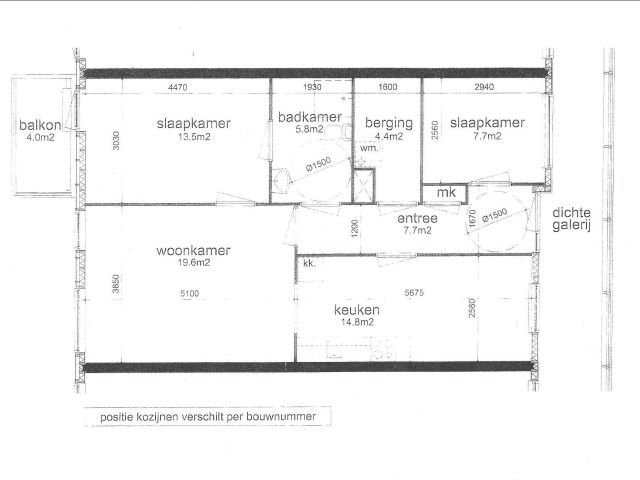 4470
1930
1600
2940
balkon
4.0m2
slaapkamer
13.5m2
3030
badkamer
5.8m2
Ø1500
berging
4.4m2
wm.
2560
slaapkamer
7.7m2
mk
entree
7.7m2
1200
1670
Ø1500
dichte
galerij
woonkamer
19.6m2
3850
5100
kk.
keuken
14.8m2
5675
2580
positie kozijnen verschilt per bouwnummer